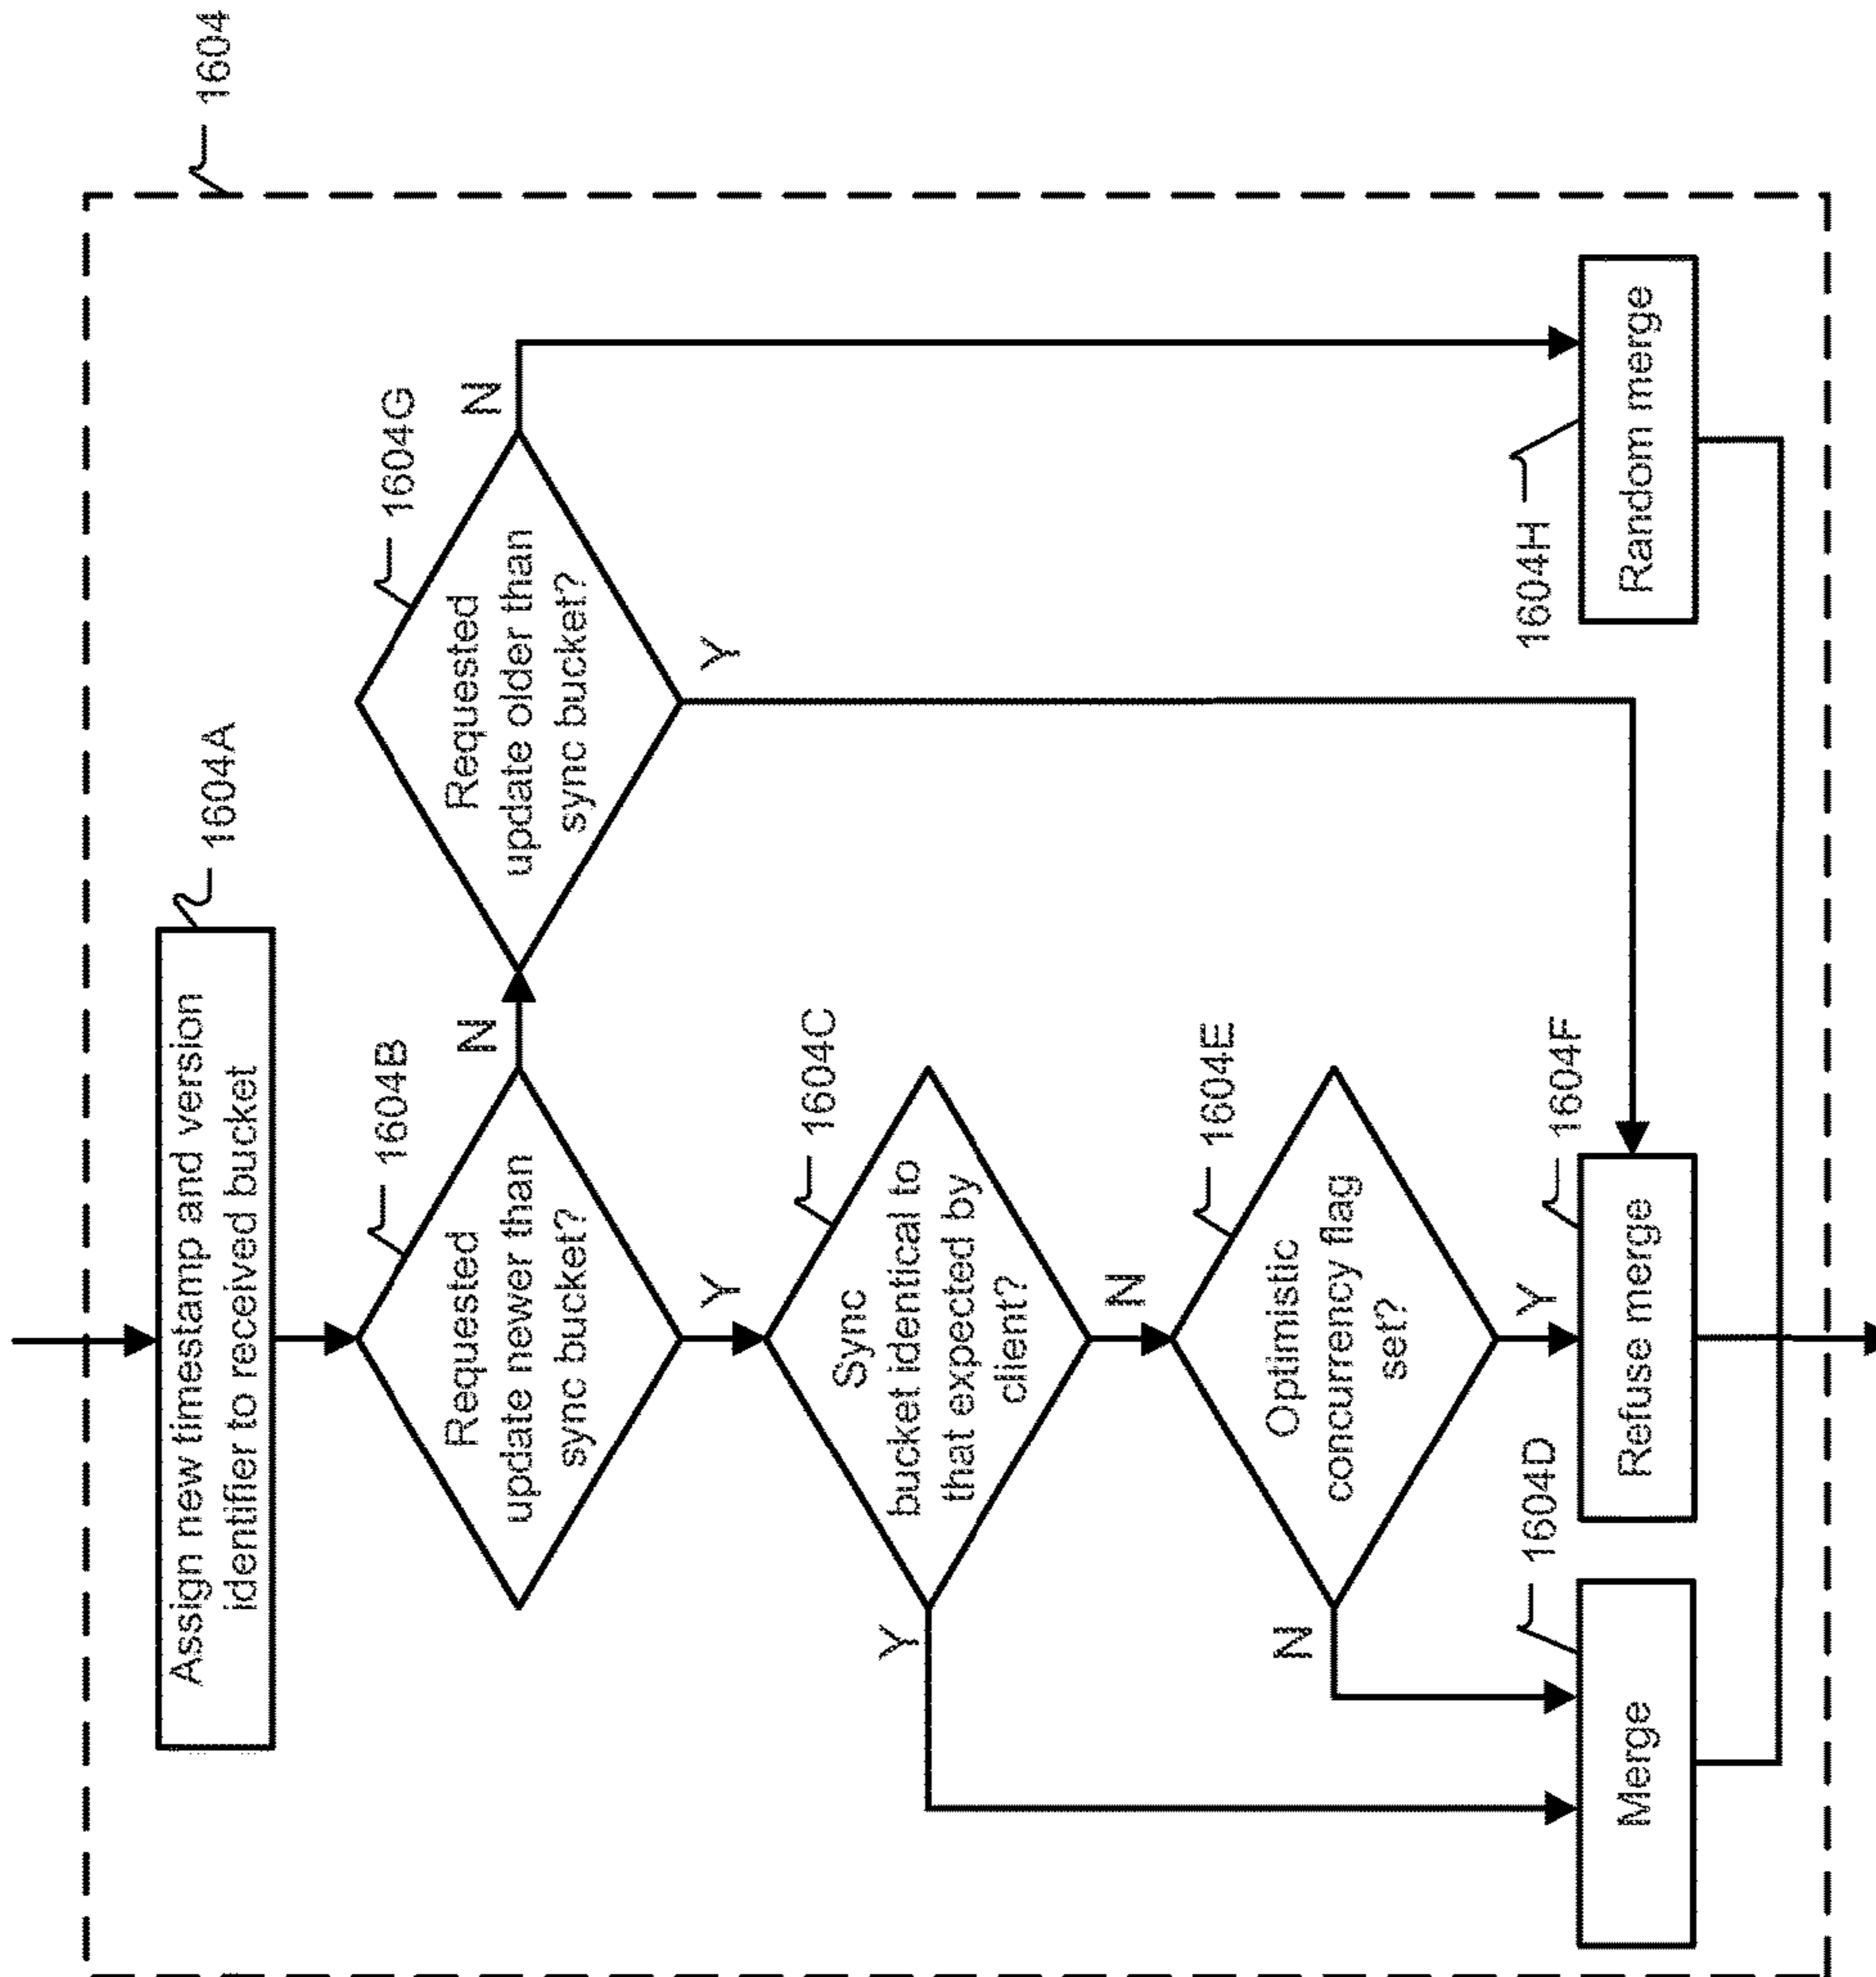 1604
1604A
Assign new timestamp and version
identifier to received bucket
1604B
Requested
update newer than
sync bucket?
N
Y
1604G
Requested
update older than
sync bucket?
N
Y
1604C
Sync
bucket identical to
that expected by
client?
Y
N
1604E
Optimistic
concurrency flag
set?
N
Y
1604D
Merge
1604F
Refuse merge
1604H
Random merge